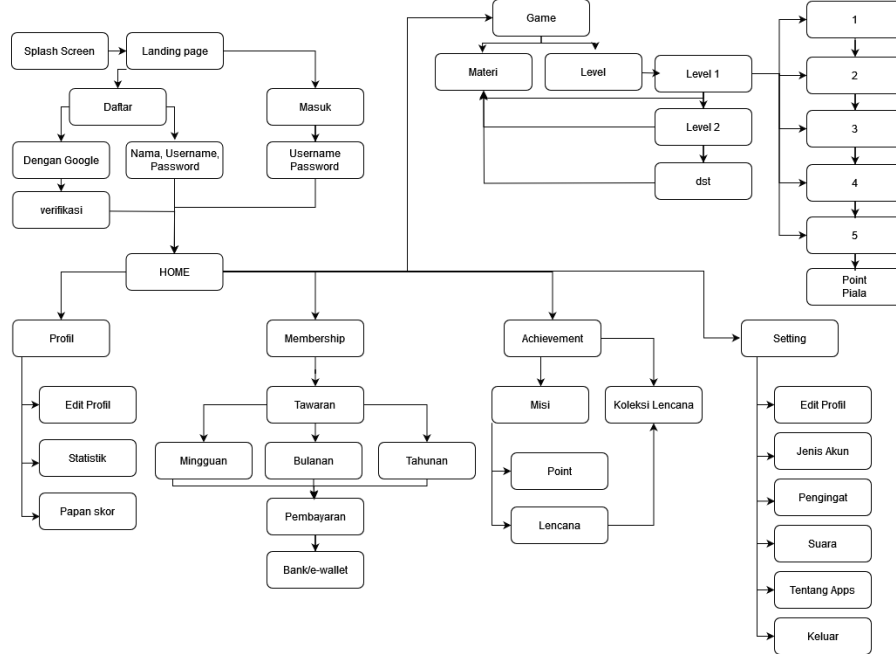 Game
1
Splash Screen
Landing page
Materi
Level
Level 1
2
Daftar
Masuk
Level 2
3
Dengan Google
Nama, Username,
Password
Username
Password
dst
4
verifikasi
5
HOME
Point
Piala
Profil
Membership
Achievement
Setting
Edit Profil
Tawaran
Misi
Koleksi Lencana
Edit Profil
Statistik
Mingguan
Bulanan
Tahunan
Point
Jenis Akun
Papan skor
Pembayaran
Lencana
Pengingat
Suara
Bank/e-wallet
Tentang Apps
Keluar